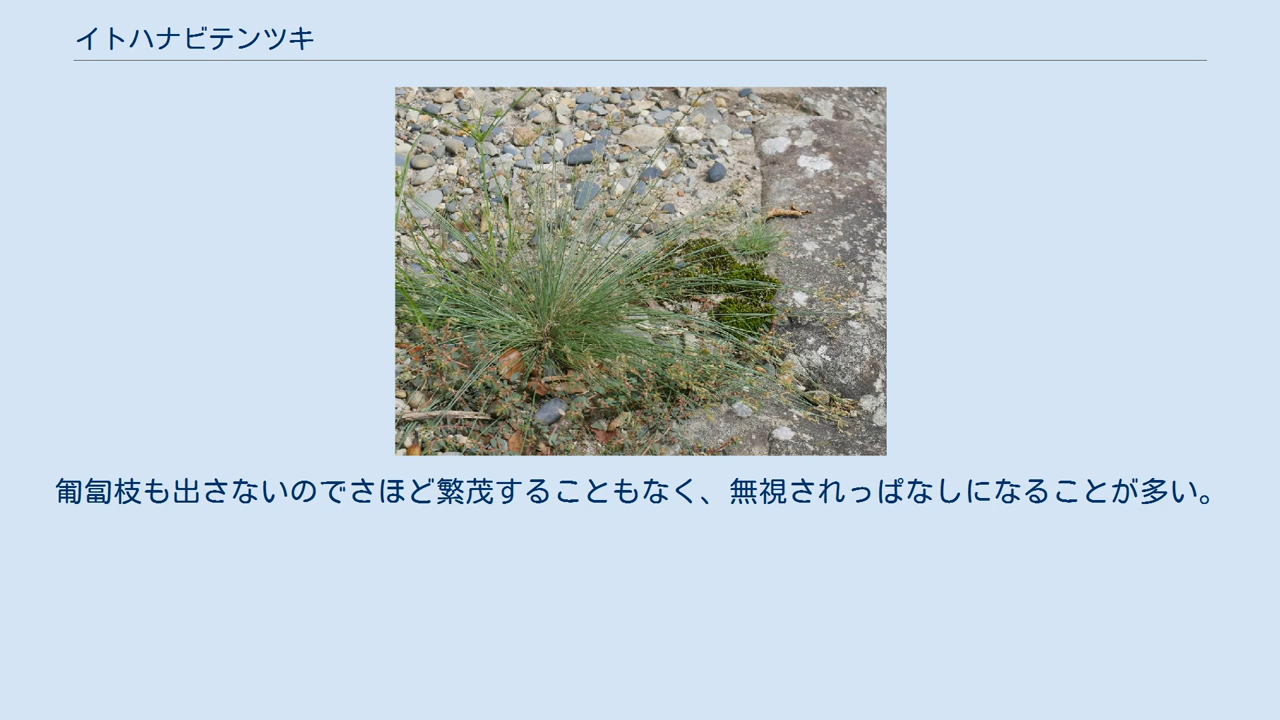 イトハナビテンツキ
匍匐枝も出さないのでさほど繁茂することもなく、無視されっぱなしになることが多い。